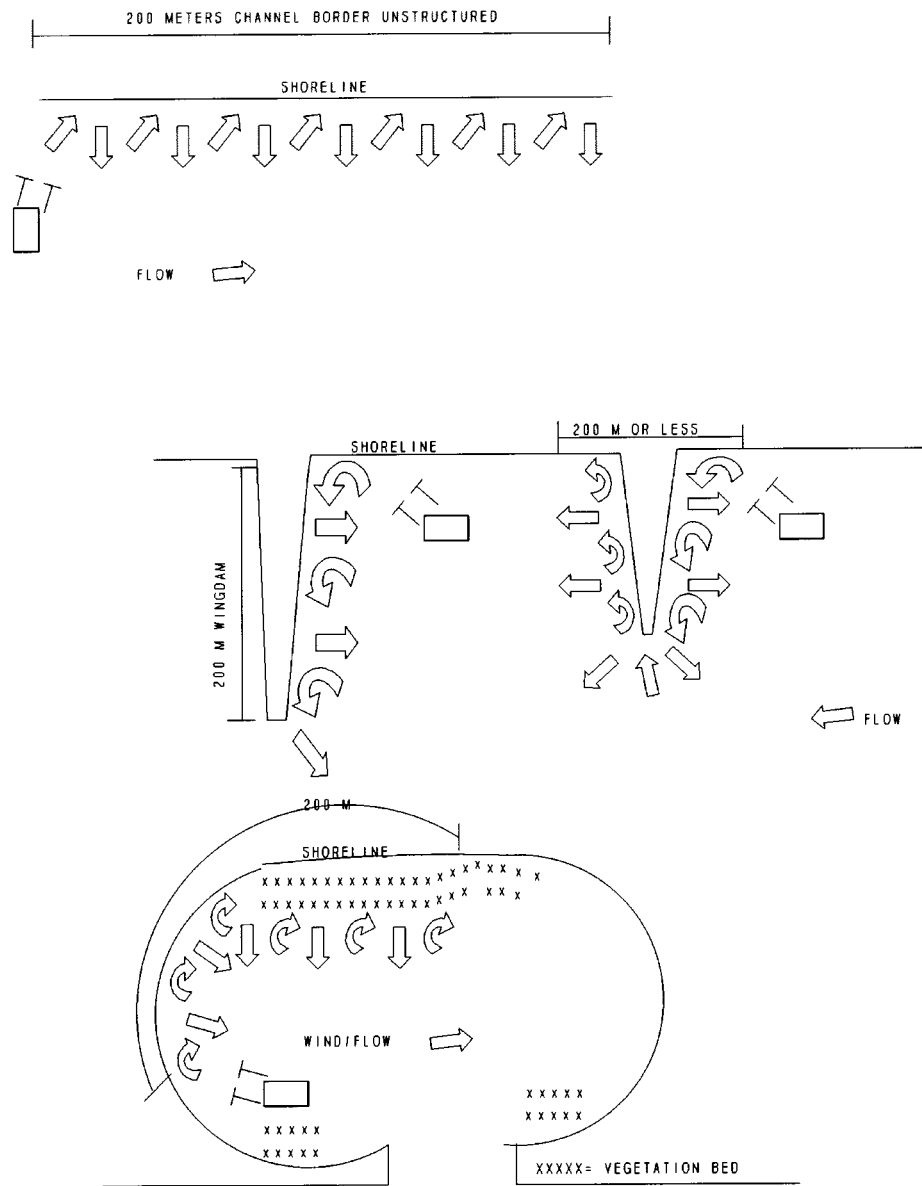 200 METERS CHANNEL BORDER UNSTRUCTURED
SHORELINE
FLOW
200 M OR LESS
SHORELINE
200 M WINGDAM
FLOW
200 M
SHORELINE
X X X X X X X X X X X X X X X X X X X X X X
X X X X X X X X X X X X X X X X X X X X
WIND/FLOW
X X X X X
X X X X X
X X X X X
X X X X X
XXXXX= VEGETATION BED